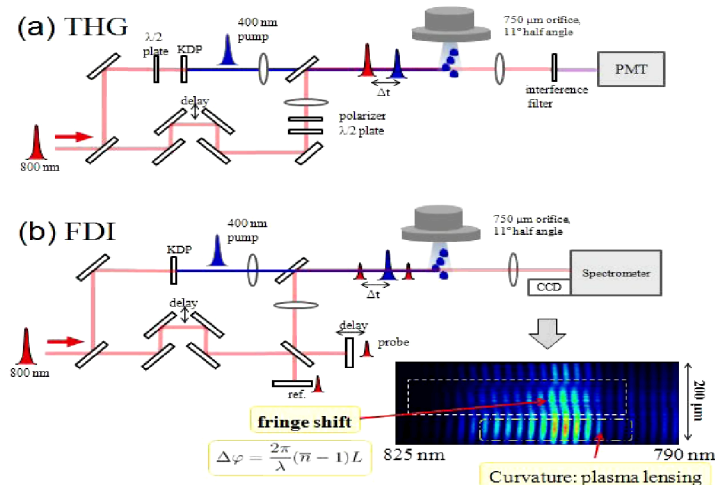 (a) THG
λ/2
plate
KDP
400 nm
pump
750 μm orifice,
11° half angle
Δt
PMT
interference
filter
delay
polarizer
λ/2 plate
800 nm
(b) FDI
KDP
400 nm
pump
750 μm orifice,
11° half angle
Δt
CCD
Spectrometer
delay
delay
probe
800 nm
ref.
fringe shift
Δφ = 2π/λ (n̅ − 1)L
200 μm
825 nm
790 nm
Curvature: plasma lensing